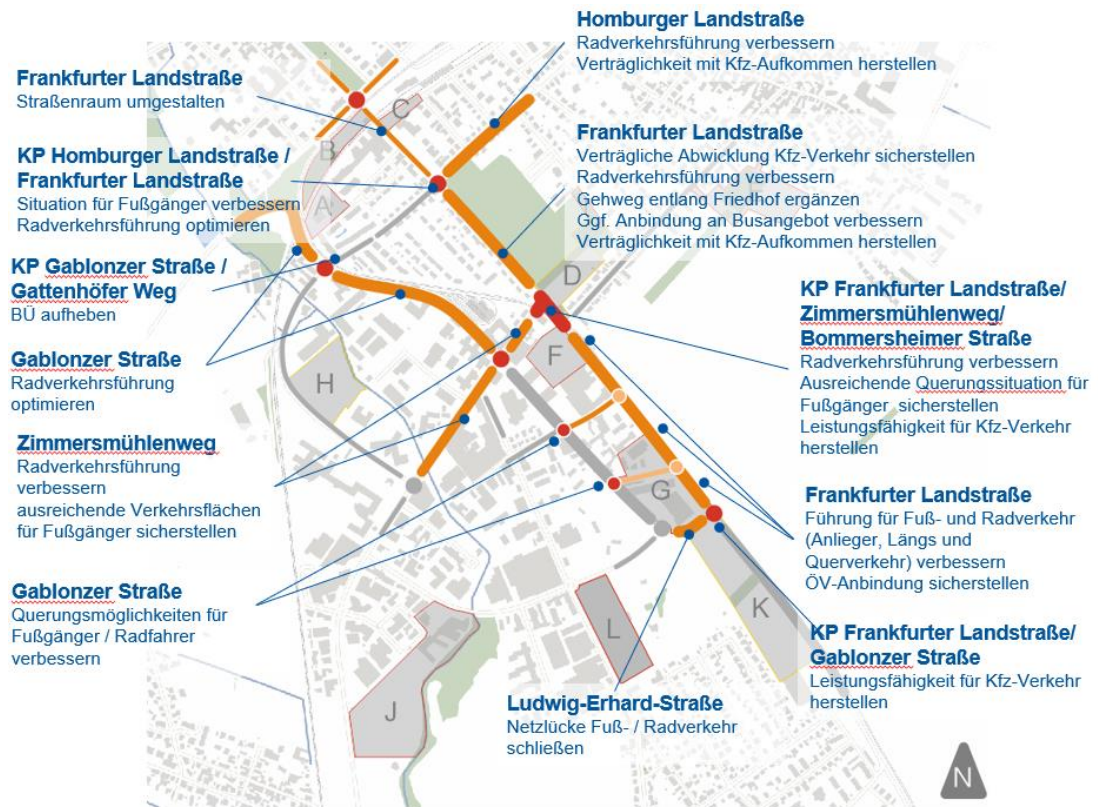 Homburger Landstraße
Radverkehrsführung verbessern
Verträglichkeit mit Kfz-Aufkommen herstellen
Frankfurter Landstraße
Straßenraum umgestalten
KP Homburger Landstraße /
Frankfurter Landstraße
Situation für Fußgänger verbessern
Radverkehrsführung optimieren
KP Gablonzer Straße /
Gattenhöfer Weg
BÜ aufheben
Gablonzer Straße
Radverkehrsführung
optimieren
Zimmersmühlenweg
Radverkehrsführung
verbessern
ausreichende Verkehrsflächen
für Fußgänger sicherstellen
Gablonzer Straße
Querungsmöglichkeiten für
Fußgänger / Radfahrer
verbessern
Frankfurter Landstraße
Verträgliche Abwicklung Kfz-Verkehr sicherstellen
Radverkehrsführung verbessern
Gehweg entlang Friedhof ergänzen
Ggf. Anbindung an Busangebot verbessern
Verträglichkeit mit Kfz-Aufkommen herstellen
KP Frankfurter Landstraße/
Zimmersmühlenweg/
Bommersheimer Straße
Radverkehrsführung verbessern
Ausreichende Querungssituation für
Fußgänger sicherstellen
Leistungsfähigkeit für Kfz-Verkehr
herstellen
Frankfurter Landstraße
Führung für Fuß- und Radverkehr
(Anlieger, Längs und
Querverkehr) verbessern
ÖV-Anbindung sicherstellen
KP Frankfurter Landstraße/
Gablonzer Straße
Leistungsfähigkeit für Kfz-Verkehr
herstellen
Ludwig-Erhard-Straße
Netzlücke Fuß- / Radverkehr
schließen
A
B
C
D
E
F
G
H
J
K
L
N